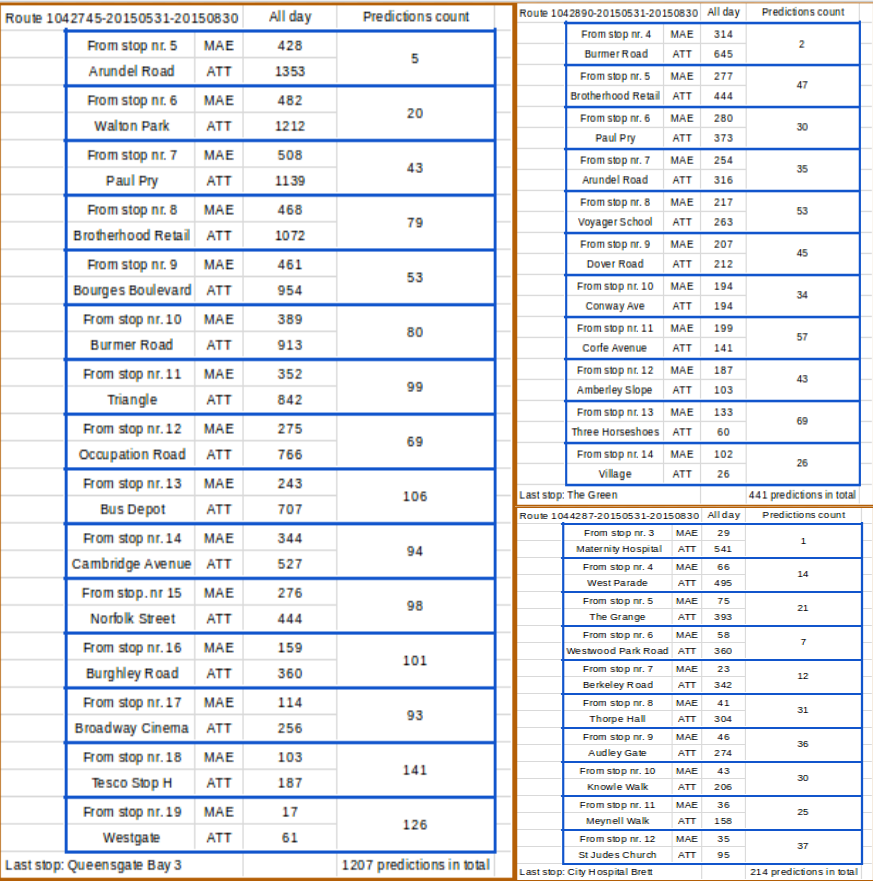 Route 1042745-20150531-20150830 All day Predictions count
From stop nr. 5 MAE 428
5
Arundel Road ATT 1353
From stop nr. 6 MAE 482
20
Walton Park ATT 1212
From stop nr. 7 MAE 508
43
Paul Pry ATT 1139
From stop nr. 8 MAE 468
79
Brotherhood Retail ATT 1072
From stop nr. 9 MAE 461
53
Bourges Boulevard ATT 954
From stop nr. 10 MAE 389
80
Burmer Road ATT 913
From stop nr. 11 MAE 352
99
Triangle ATT 842
From stop nr. 12 MAE 275
69
Occupation Road ATT 766
From stop nr. 13 MAE 243
106
Bus Depot ATT 707
From stop nr. 14 MAE 344
94
Cambridge Avenue ATT 527
From stop. nr 15 MAE 276
98
Norfolk Street ATT 444
From stop nr. 16 MAE 159
101
Burghley Road ATT 360
From stop nr. 17 MAE 114
93
Broadway Cinema ATT 256
From stop nr. 18 MAE 103
141
Tesco Stop H ATT 187
From stop nr. 19 MAE 17
126
Westgate ATT 61
Last stop: Queensgate Bay 3 1207 predictions in total
Route 1042890-20150531-20150830 All day Predictions count
From stop nr. 4 MAE 314
2
Burmer Road ATT 645
From stop nr. 5 MAE 277
47
Brotherhood Retail ATT 444
From stop nr. 6 MAE 280
30
Paul Pry ATT 373
From stop nr. 7 MAE 254
35
Arundel Road ATT 316
From stop nr. 8 MAE 217
53
Voyager School ATT 263
From stop nr. 9 MAE 207
45
Dover Road ATT 212
From stop nr. 10 MAE 194
34
Conway Ave ATT 194
From stop nr. 11 MAE 199
57
Corfe Avenue ATT 141
From stop nr. 12 MAE 187
43
Amberley Slope ATT 103
From stop nr. 13 MAE 133
69
Three Horseshoes ATT 60
From stop nr. 14 MAE 102
26
Village ATT 26
Last stop: The Green 441 predictions in total
Route 1044287-20150531-20150830 All day Predictions count
From stop nr. 3 MAE 29
1
Maternity Hospital ATT 541
From stop nr. 4 MAE 66
14
West Parade ATT 495
From stop nr. 5 MAE 75
21
The Grange ATT 393
From stop nr. 6 MAE 58
7
Westwood Park Road ATT 360
From stop nr. 7 MAE 23
12
Berkeley Road ATT 342
From stop nr. 8 MAE 41
31
Thorpe Hall ATT 304
From stop nr. 9 MAE 46
36
Audley Gate ATT 274
From stop nr. 10 MAE 43
30
Knowle Walk ATT 206
From stop nr. 11 MAE 36
25
Meynell Walk ATT 158
From stop nr. 12 MAE 35
37
St Judes Church ATT 95
Last stop: City Hospital Brett 214 predictions in total